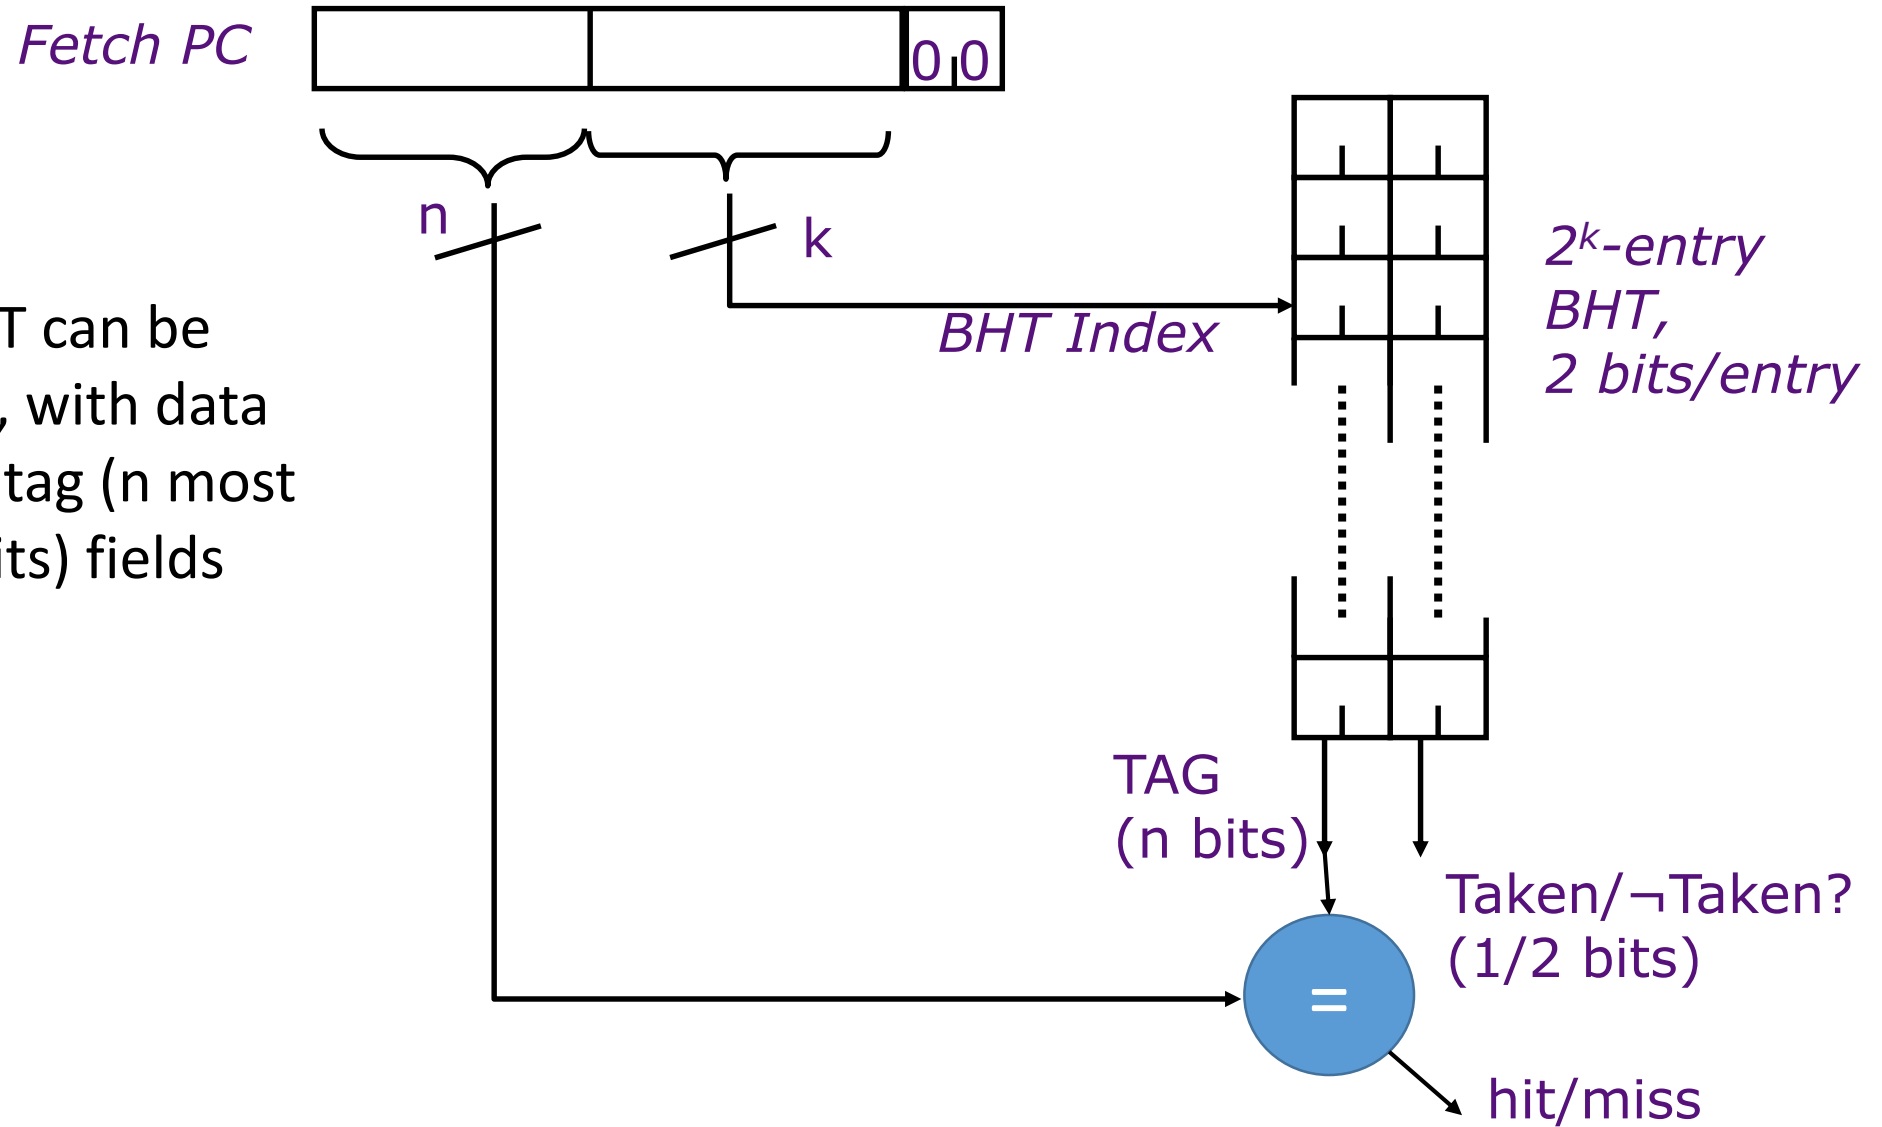 Fetch PC
0 0
n
k
T can be
, with data
tag (n most
its) fields
BHT Index
2ᵏ-entry
BHT,
2 bits/entry
TAG
(n bits)
Taken/¬Taken?
(1/2 bits)
=
hit/miss